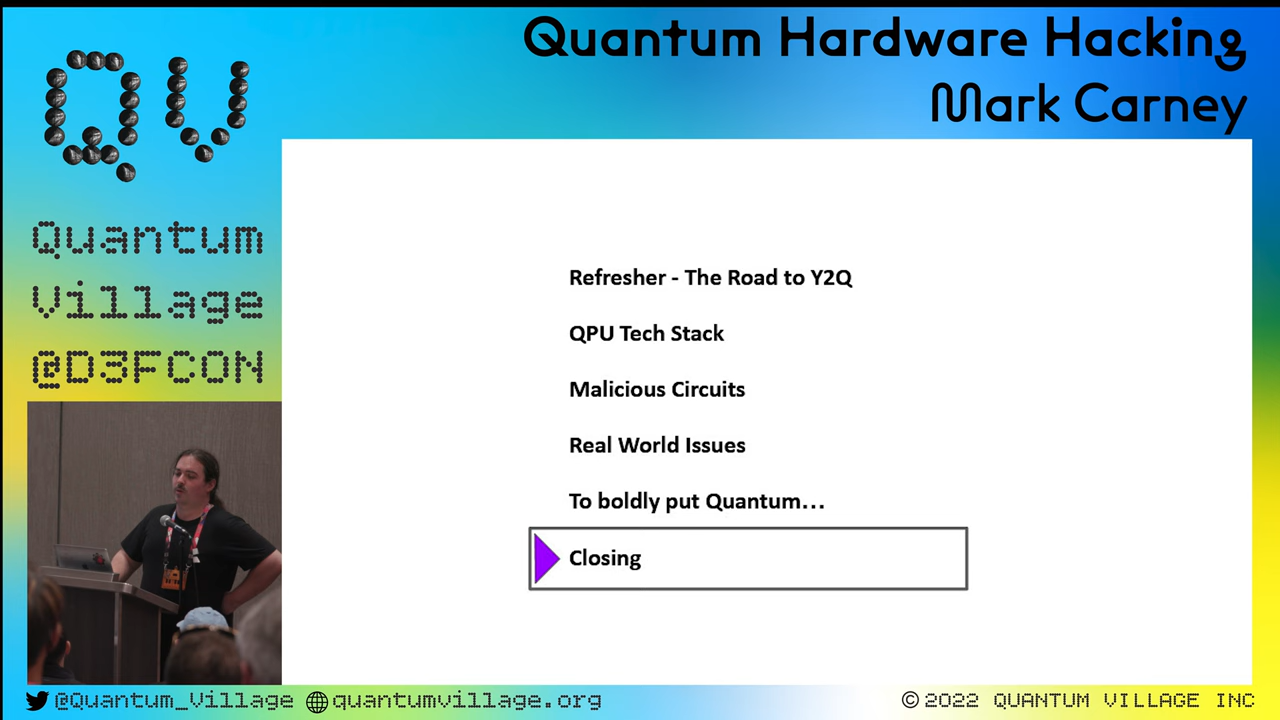 Quantum Hardware Hacking
Mark Carney
QV
Quantum
Village
@D3FCON
Refresher - The Road to Y2Q
QPU Tech Stack
Malicious Circuits
Real World Issues
To boldly put Quantum...
Closing
@Quantum_Village
quantumvillage.org
©2022 QUANTUM VILLAGE INC